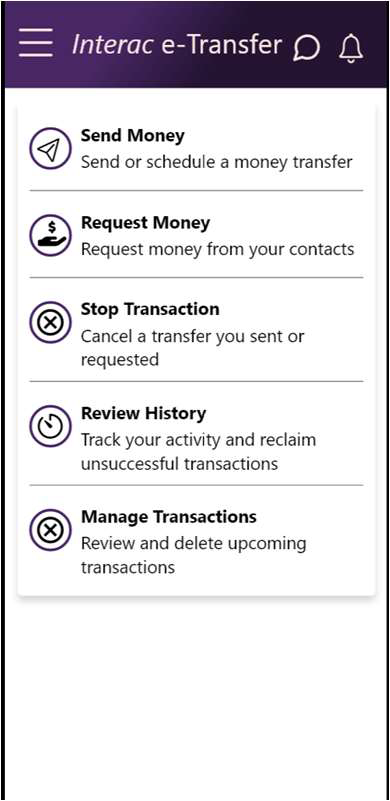 Interac e-Transfer
Send Money
Send or schedule a money transfer
$
Request Money
Request money from your contacts
Stop Transaction
Cancel a transfer you sent or
requested
Review History
Track your activity and reclaim
unsuccessful transactions
Manage Transactions
Review and delete upcoming
transactions